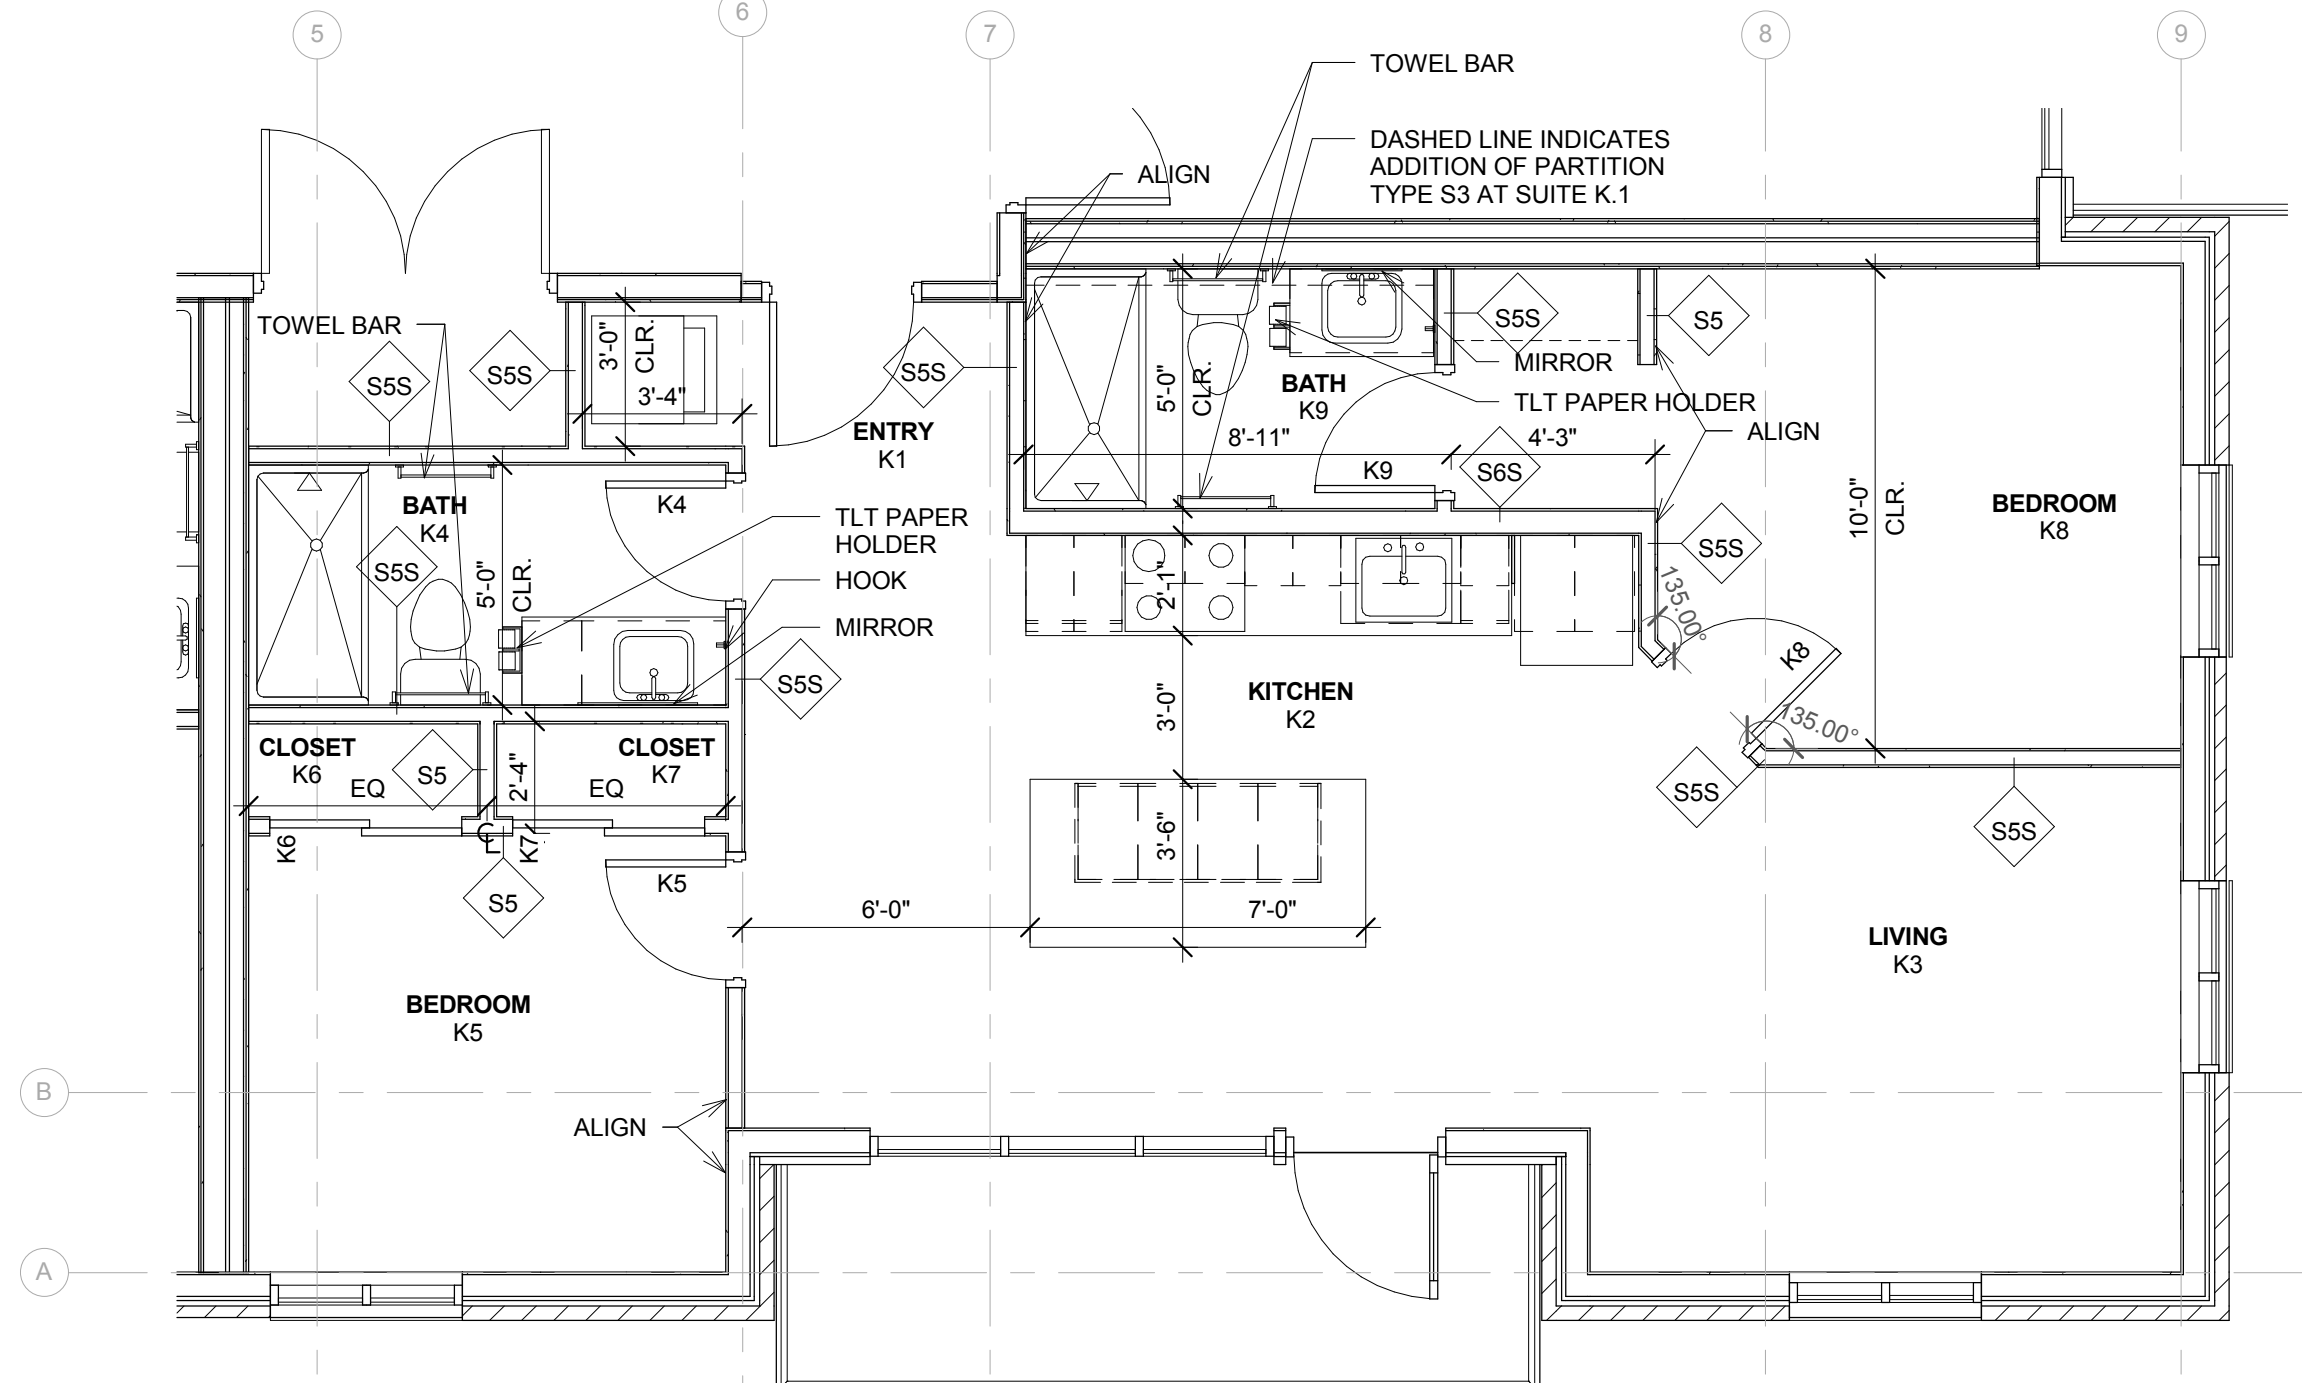 5
6
7
8
9
TOWEL BAR
DASHED LINE INDICATES
ADDITION OF PARTITION
TYPE S3 AT SUITE K.1
ALIGN
TOWEL BAR
S5S
S5S
3'-0"
CLR.
3'-4"
S5S
ENTRY
K1
5'-0"
CLR.
BATH
K9
S5S
S5
MIRROR
TLT PAPER HOLDER
ALIGN
8'-11"
4'-3"
K9
S6S
10'-0"
CLR.
BEDROOM
K8
BATH
K4
K4
S5S
5'-0"
CLR.
TLT PAPER
HOLDER
HOOK
MIRROR
S5S
2'-1"
S5S
135.00°
K8
135.00°
KITCHEN
K2
3'-0"
CLOSET
K6
EQ
S5
2'-4"
CLOSET
K7
EQ
S5S
S5S
K6
CL
K7
K5
S5
3'-6"
6'-0"
7'-0"
LIVING
K3
BEDROOM
K5
B
ALIGN
A